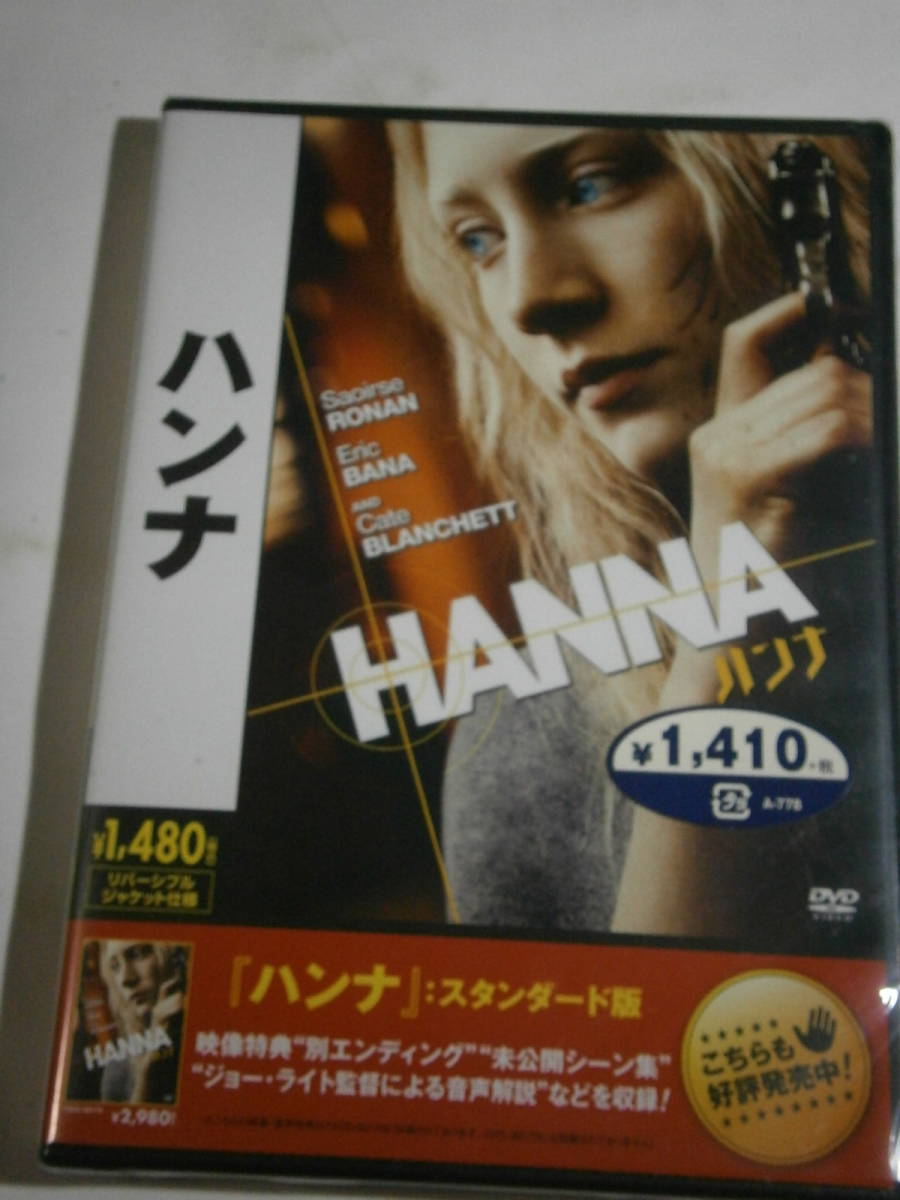 ハンナ
Saoirse
RONAN
Eric
BANA
AND
Cate
BLANCHETT
HANNA
ハンナ
¥1,410+税
A-778
¥1,480
リバーシブル
ジャケット仕様
DVD
VIDEO
『ハンナ』:スタンダード版
映像特典"別エンディング""未公開シーン集"
"ジョー・ライト監督による音声解説"などを収録!
HANNA
¥2,980
こちらも
好評発売中!